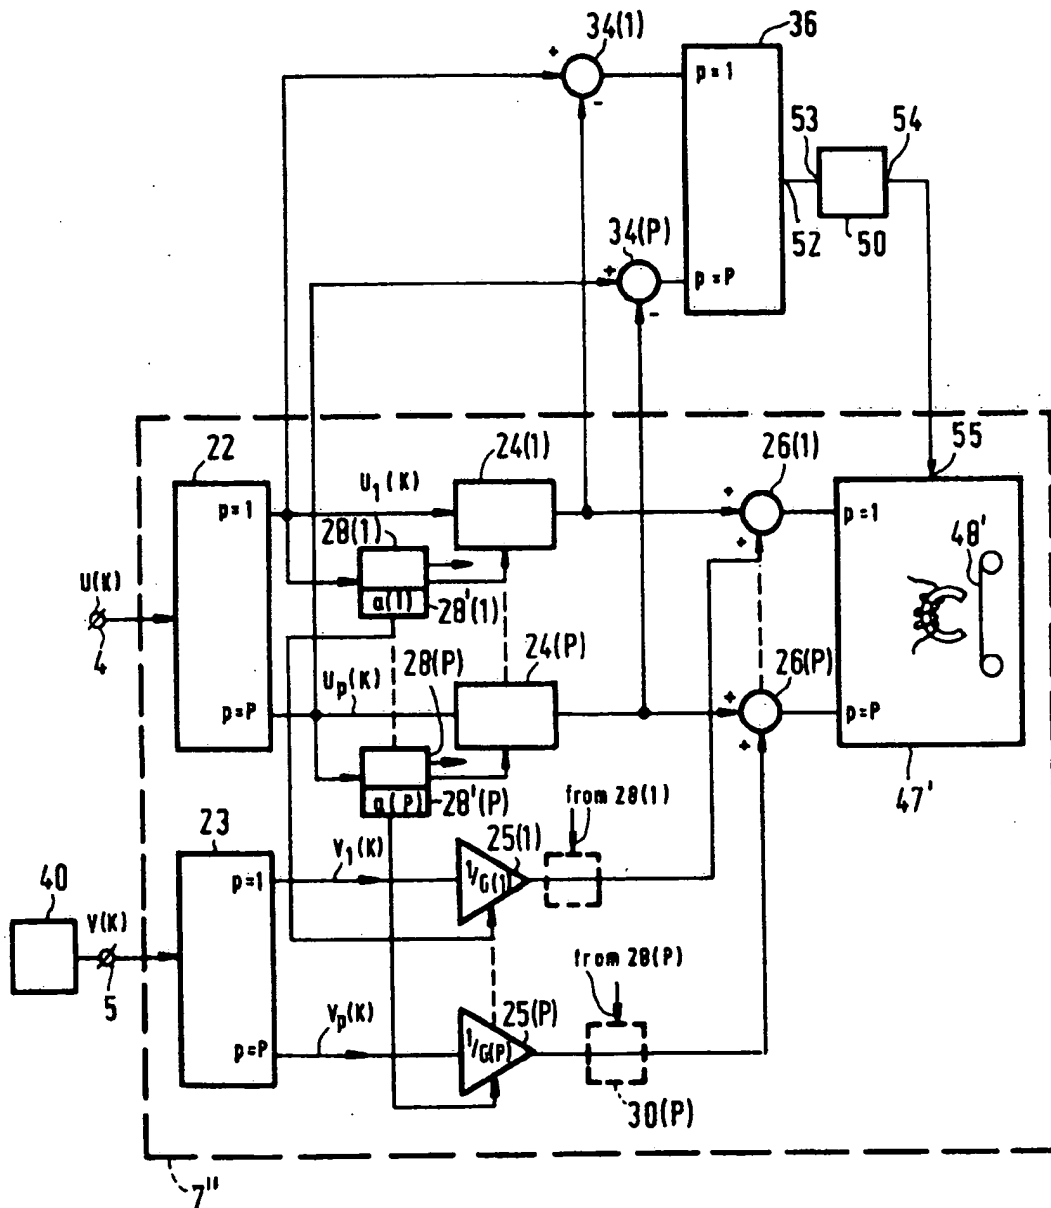 34(1)
36
+
-
p=1
53
54
34(P)
+
-
p=P
52
50
22
24(1)
26(1)
55
p=1
U₁(K)
+
+
p=1
28(1)
48'
U(K)
a(1)
28'(1)
4
28(P)
24(P)
26(P)
p=P
Uₚ(K)
+
+
p=P
a(P)
28'(P)
47'
from 28(1)
23
V₁(K)
25(1)
40
p=1
1/G(1)
V(K)
from 28(P)
5
Vₚ(K)
25(P)
p=P
1/G(P)
30(P)
7"